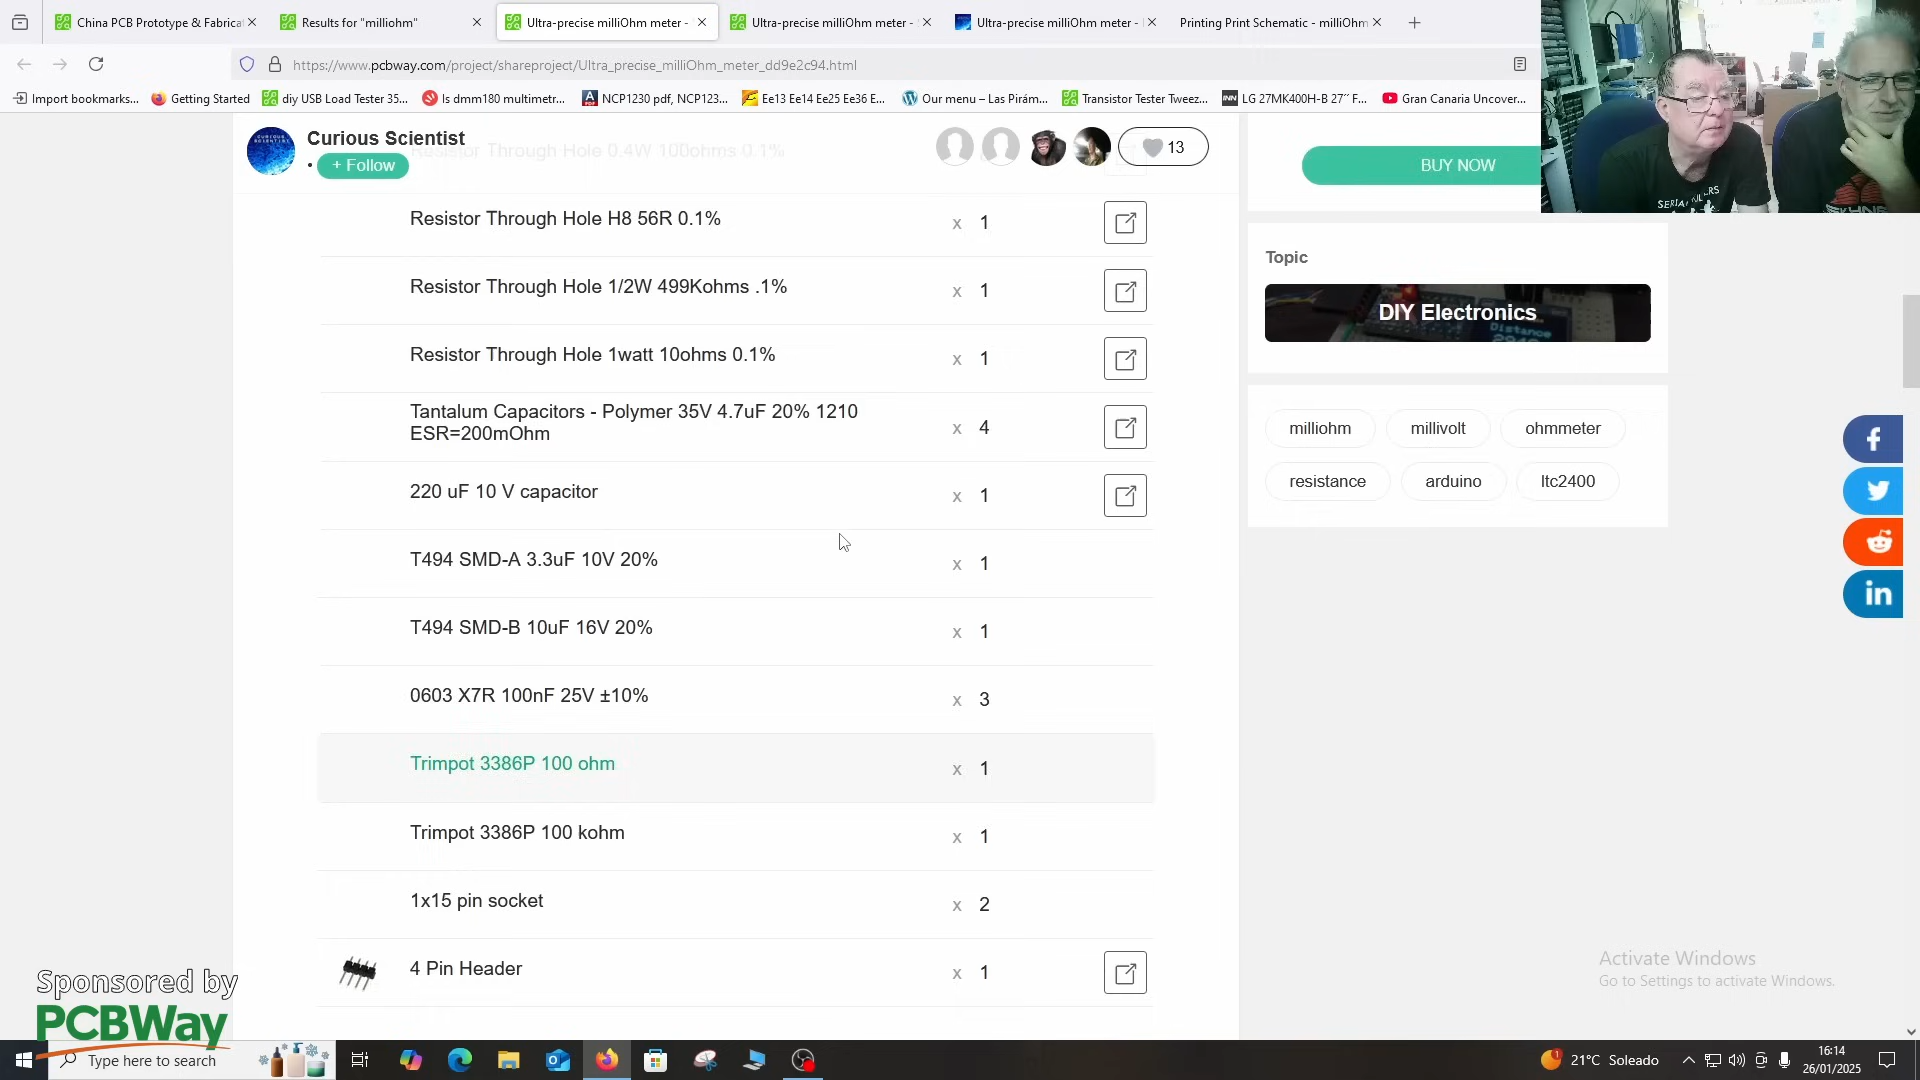 China PCB Prototype & Fabrica
Results for "milliohm"
Ultra-precise milliOhm meter -
Ultra-precise milliOhm meter -
Ultra-precise milliOhm meter -
Printing Print Schematic - milliOhm
https://www.pcbway.com/project/shareproject/Ultra_precise_milliOhm_meter_dd9e2c94.html
Import bookmarks...
Getting Started
diy USB Load Tester 35...
Is dmm180 multimetr...
NCP1230 pdf, NCP123...
Ee13 Ee14 Ee25 Ee36 E...
Our menu – Las Pirám...
Transistor Tester Tweez...
LG 27MK400H-B 27˝ F...
Gran Canaria Uncover...
Curious Scientist
+ Follow
13
Resistor Through Hole 0.4W 100ohms 0.1%
Resistor Through Hole H8 56R 0.1% x 1
Resistor Through Hole 1/2W 499Kohms .1% x 1
Resistor Through Hole 1watt 10ohms 0.1% x 1
Tantalum Capacitors - Polymer 35V 4.7uF 20% 1210
ESR=200mOhm x 4
220 uF 10 V capacitor x 1
T494 SMD-A 3.3uF 10V 20% x 1
T494 SMD-B 10uF 16V 20% x 1
0603 X7R 100nF 25V ±10% x 3
Trimpot 3386P 100 ohm x 1
Trimpot 3386P 100 kohm x 1
1x15 pin socket x 2
4 Pin Header x 1
BUY NOW
Topic
DIY Electronics
Distance
milliohm
millivolt
ohmmeter
resistance
arduino
ltc2400
Activate Windows
Go to Settings to activate Windows.
Sponsored by
PCBWay
Type here to search
21°C Soleado
16:14
26/01/2025